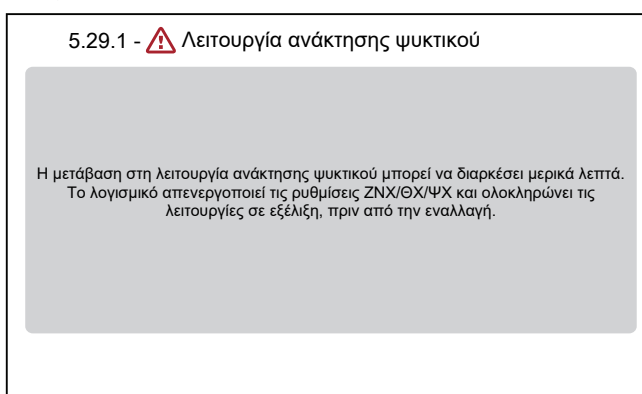 5.29.1 - Λειτουργία ανάκτησης ψυκτικού
Η μετάβαση στη λειτουργία ανάκτησης ψυκτικού μπορεί να διαρκέσει μερικά λεπτά.
Το λογισμικό απενεργοποιεί τις ρυθμίσεις ΖΝΧ/ΘΧ/ΨΧ και ολοκληρώνει τις
λειτουργίες σε εξέλιξη, πριν από την εναλλαγή.